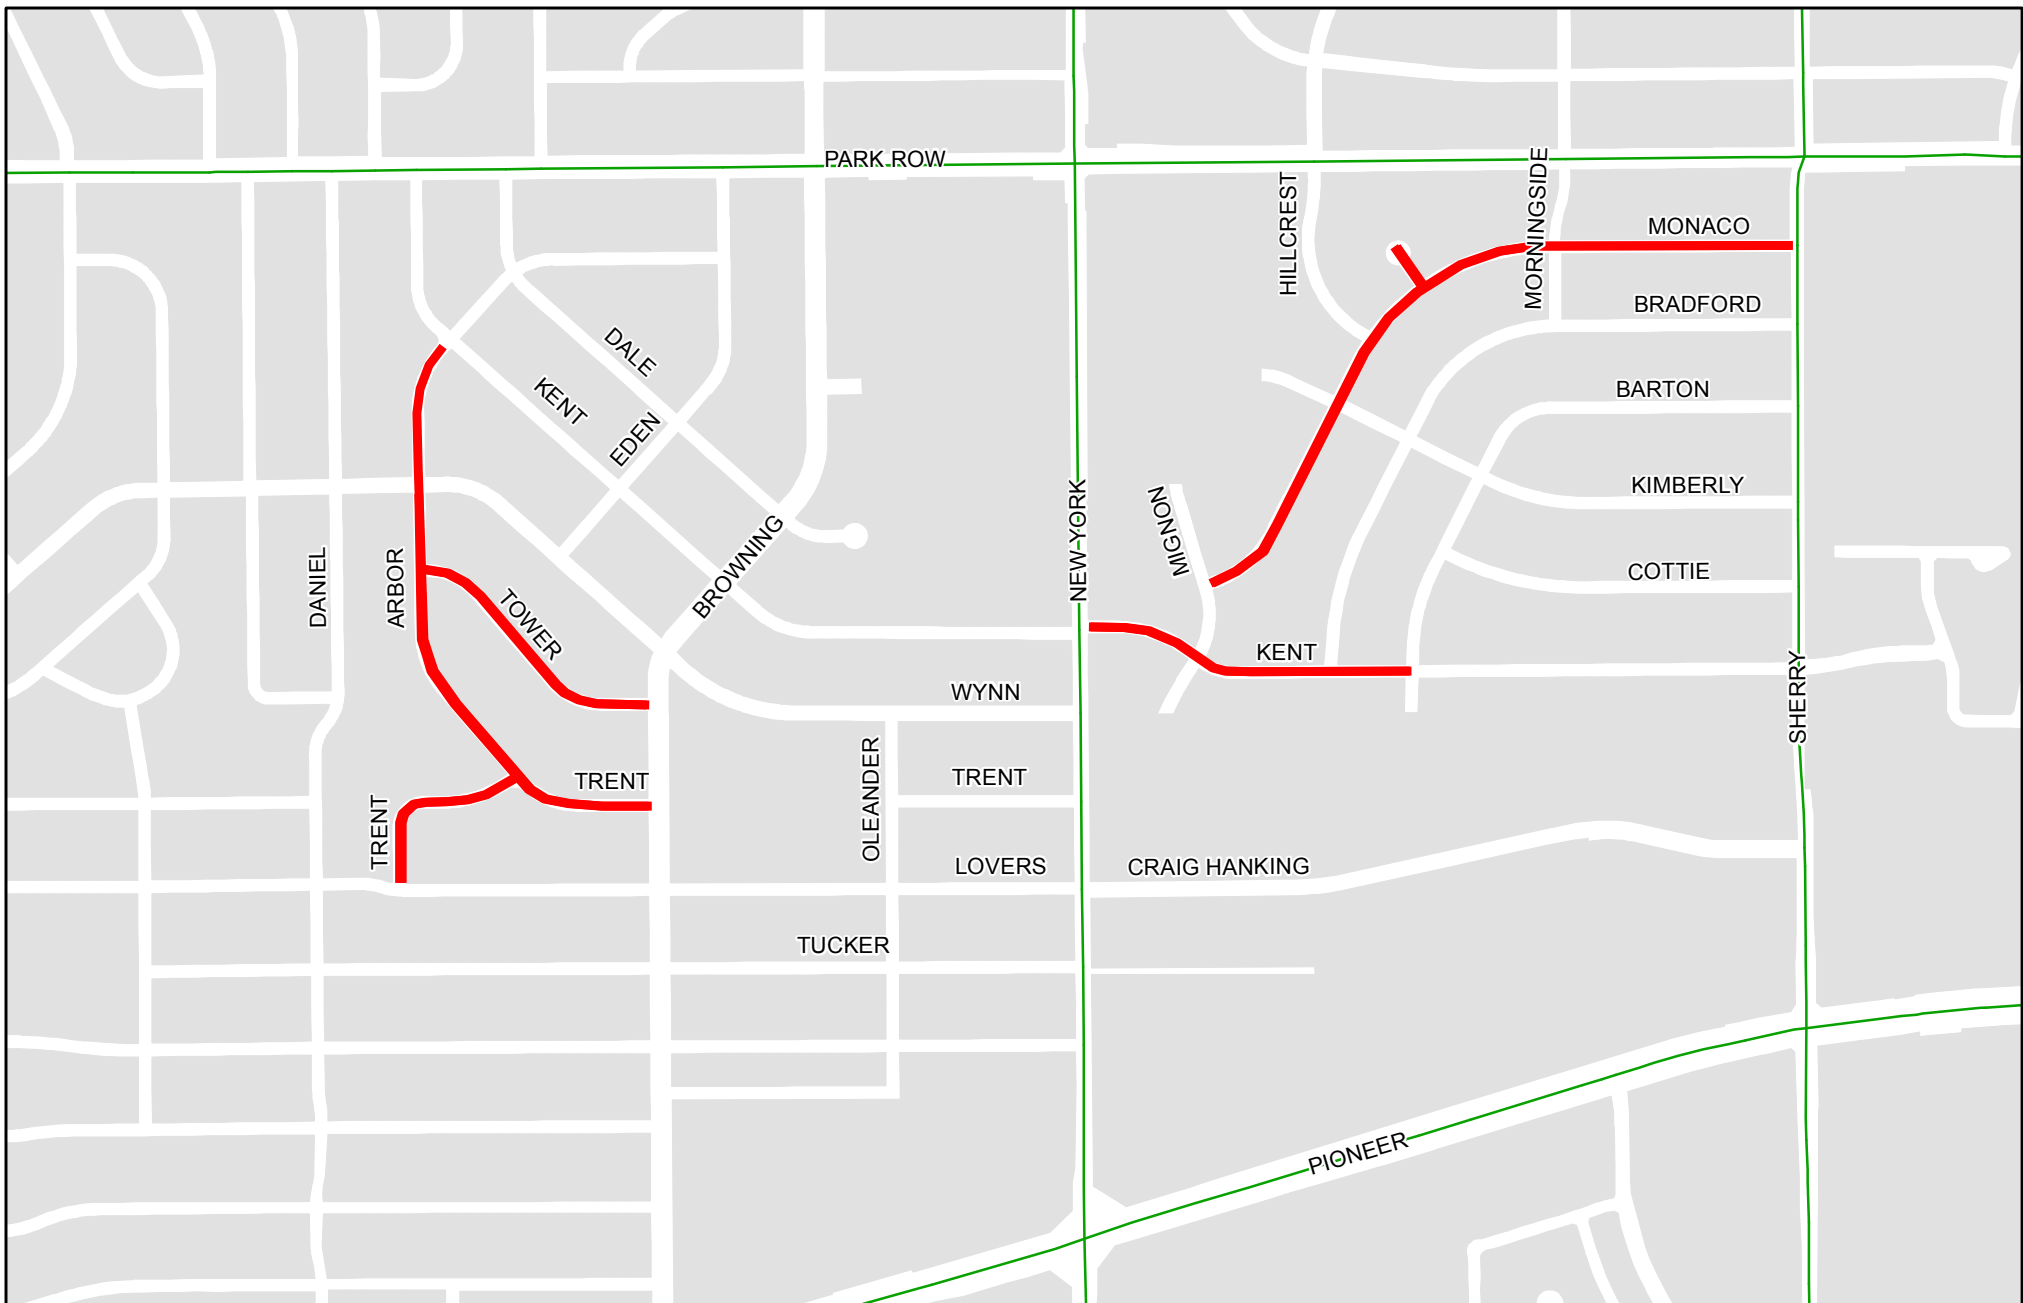 PARK ROW
HILLCREST
MORNINGSIDE
MONACO
BRADFORD
DALE
KENT
EDEN
BARTON
KIMBERLY
NEW YORK
MIGNON
BROWNING
DANIEL
ARBOR
TOWER
COTTIE
KENT
WYNN
SHERRY
TRENT
TRENT
OLEANDER
TRENT
LOVERS
CRAIG HANKING
TUCKER
PIONEER